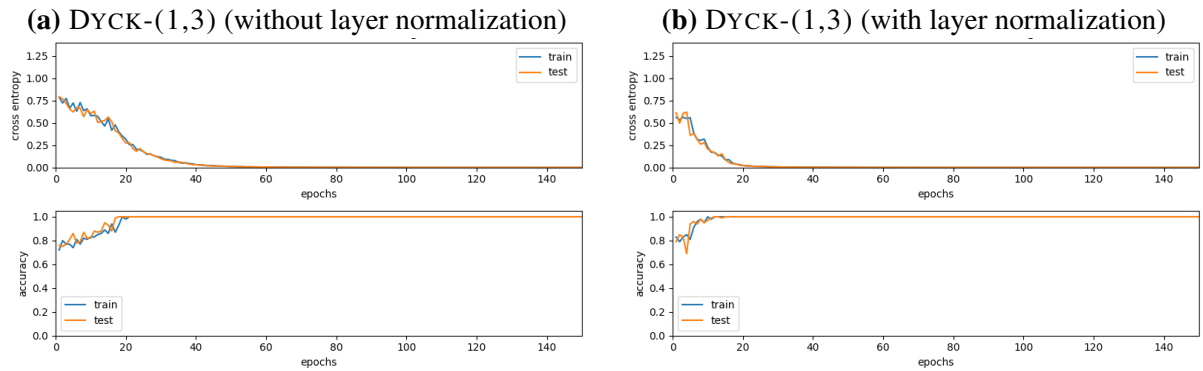 (a) DYCK-(1,3) (without layer normalization)
1.25
1.00
0.75
0.50
0.25
0.00
cross entropy
train
test
0 20 40 60 80 100 120 140
epochs
1.0
0.8
0.6
0.4
0.2
0.0
accuracy
train
test
0 20 40 60 80 100 120 140
epochs
(b) DYCK-(1,3) (with layer normalization)
1.25
1.00
0.75
0.50
0.25
0.00
cross entropy
train
test
0 20 40 60 80 100 120 140
epochs
1.0
0.8
0.6
0.4
0.2
0.0
accuracy
train
test
0 20 40 60 80 100 120 140
epochs